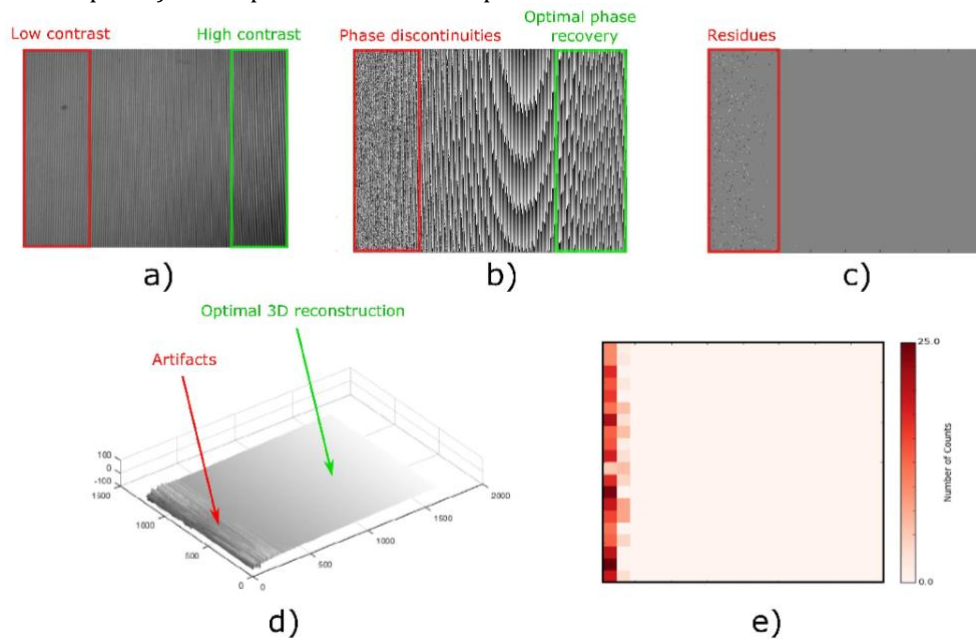 Low contrast
High contrast
Phase discontinuities
Optimal phase
recovery
Residues
a)
b)
c)
Optimal 3D reconstruction
Artifacts
100
0
-100
1500
1000
500
0
0
500
1000
1500
2000
25.0
Number of Counts
0.0
d)
e)